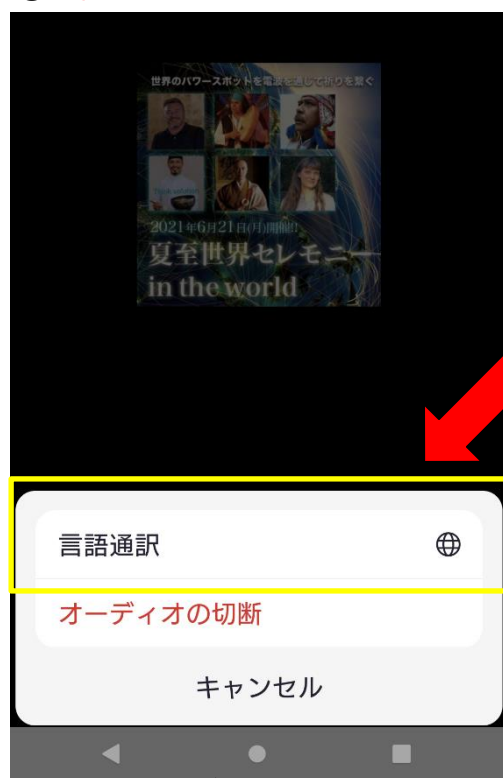 世界のパワースポットを電波を通じて祈りを繋ぐ
2021年6月21日(月)開催!!
夏至世界セレモニー
in the world
言語通訳
オーディオの切断
キャンセル